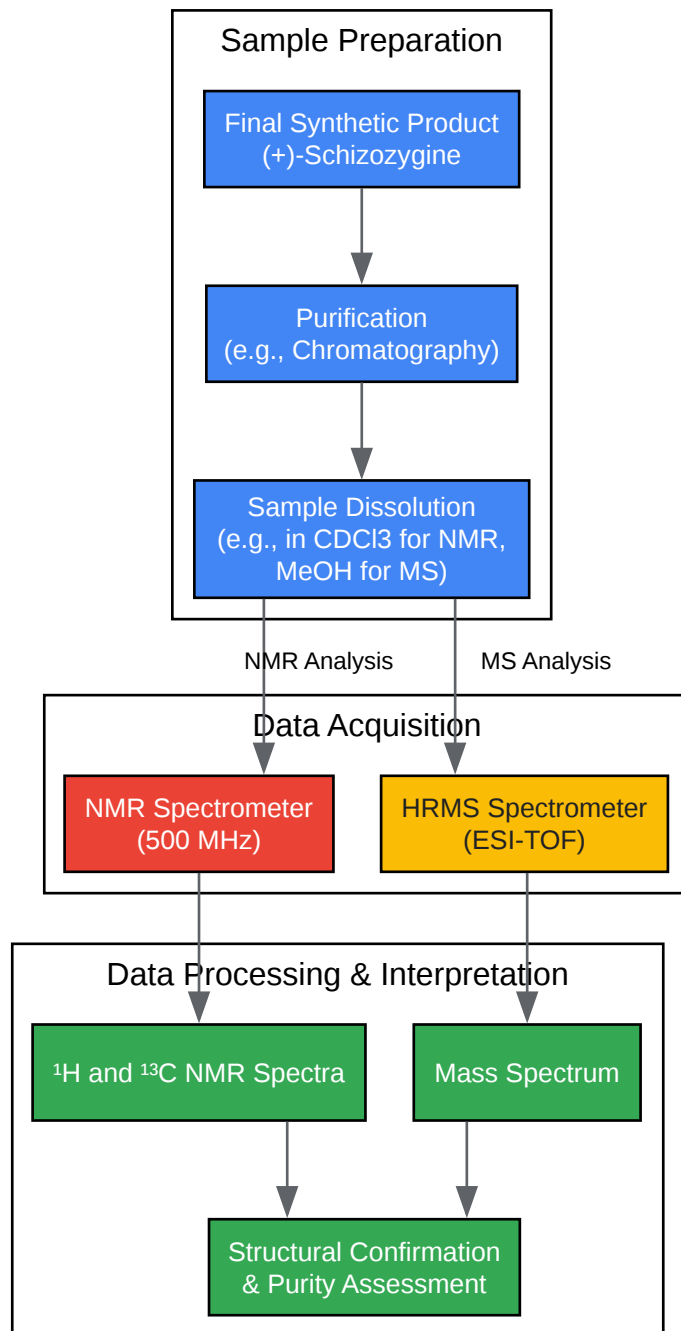 Sample Preparation
Final Synthetic Product
(+)-Schizozygine
Purification
(e.g., Chromatography)
Sample Dissolution
(e.g., in CDCl3 for NMR,
MeOH for MS)
NMR Analysis
MS Analysis
Data Acquisition
NMR Spectrometer
(500 MHz)
HRMS Spectrometer
(ESI-TOF)
Data Processing & Interpretation
¹H and ¹³C NMR Spectra
Mass Spectrum
Structural Confirmation
& Purity Assessment